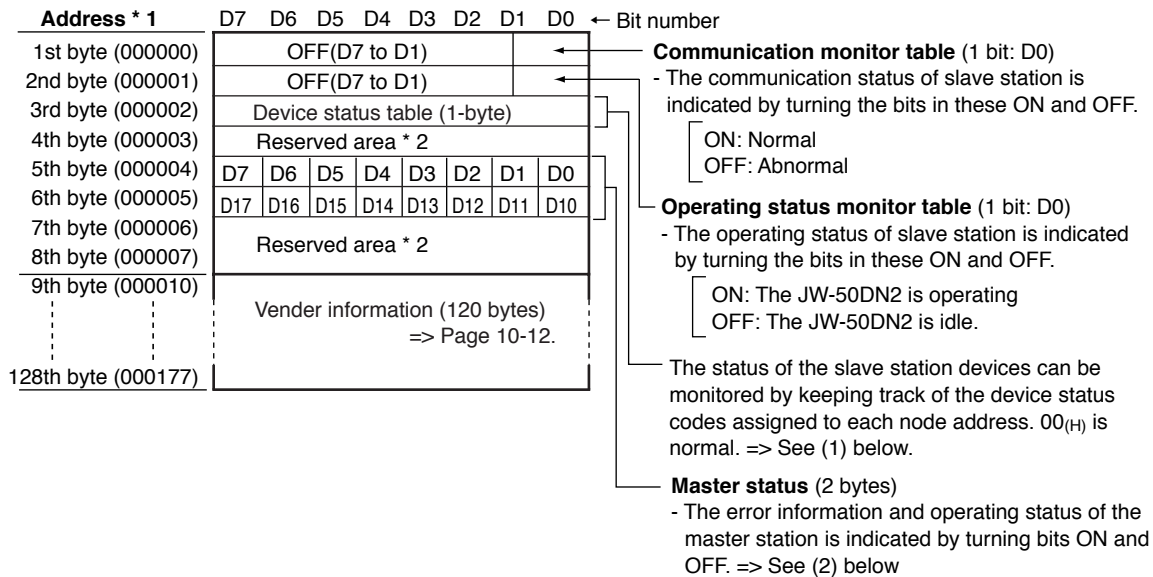 Address * 1 D7 D6 D5 D4 D3 D2 D1 D0 ← Bit number
1st byte (000000) OFF(D7 to D1)
2nd byte (000001) OFF(D7 to D1)
3rd byte (000002) Device status table (1-byte)
4th byte (000003) Reserved area * 2
5th byte (000004) D7 D6 D5 D4 D3 D2 D1 D0
6th byte (000005) D17 D16 D15 D14 D13 D12 D11 D10
7th byte (000006)
Reserved area * 2
8th byte (000007)
9th byte (000010)
Vender information (120 bytes)
=> Page 10-12.
128th byte (000177)
Communication monitor table (1 bit: D0)
- The communication status of slave station is
indicated by turning the bits in these ON and OFF.
ON: Normal
OFF: Abnormal
Operating status monitor table (1 bit: D0)
- The operating status of slave station is indicated
by turning the bits in these ON and OFF.
ON: The JW-50DN2 is operating
OFF: The JW-50DN2 is idle.
The status of the slave station devices can be
monitored by keeping track of the device status
codes assigned to each node address. 00(H) is
normal. => See (1) below.
Master status (2 bytes)
- The error information and operating status of the
master station is indicated by turning bits ON and
OFF. => See (2) below